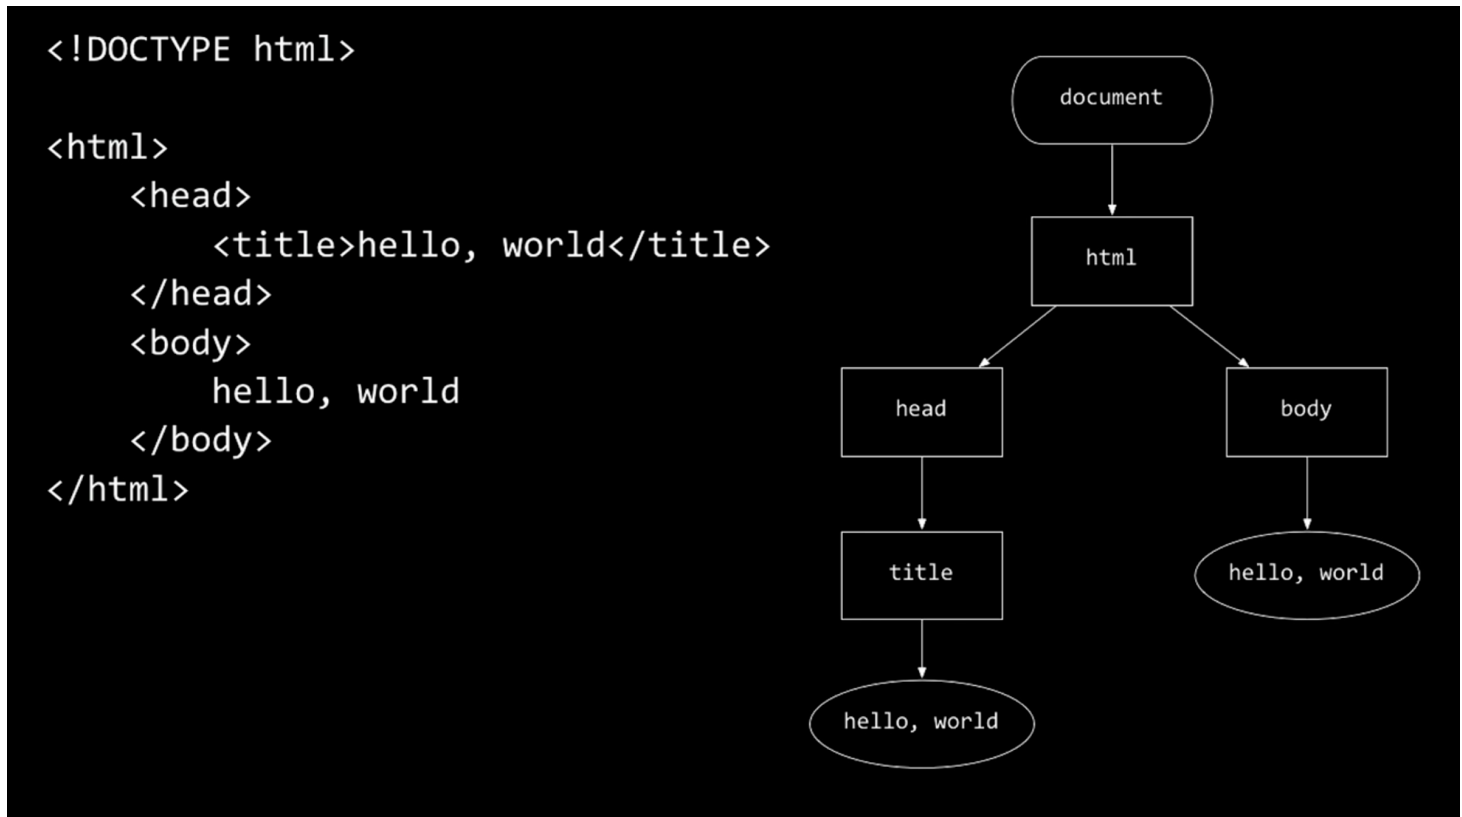 <!DOCTYPE html>
<html>
<head>
<title>hello, world</title>
</head>
<body>
hello, world
</body>
</html>
document
html
head
body
title
hello, world
hello, world